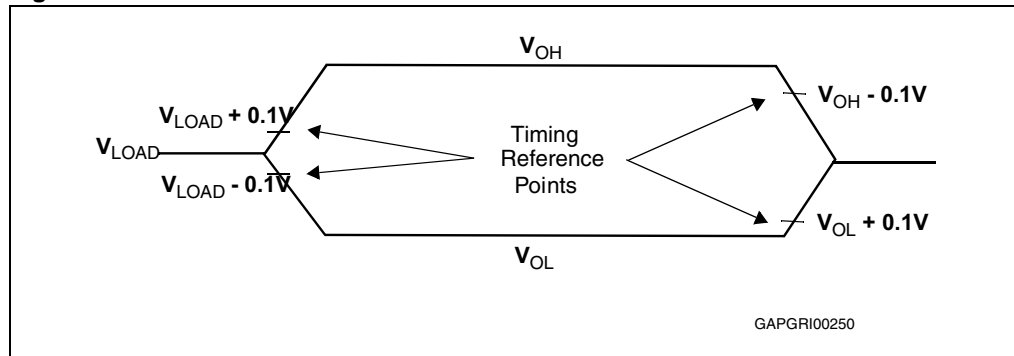 V_OH
V_LOAD + 0.1V
V_OH - 0.1V
V_LOAD
Timing
Reference
Points
V_LOAD - 0.1V
V_OL + 0.1V
V_OL
GAPGRI00250